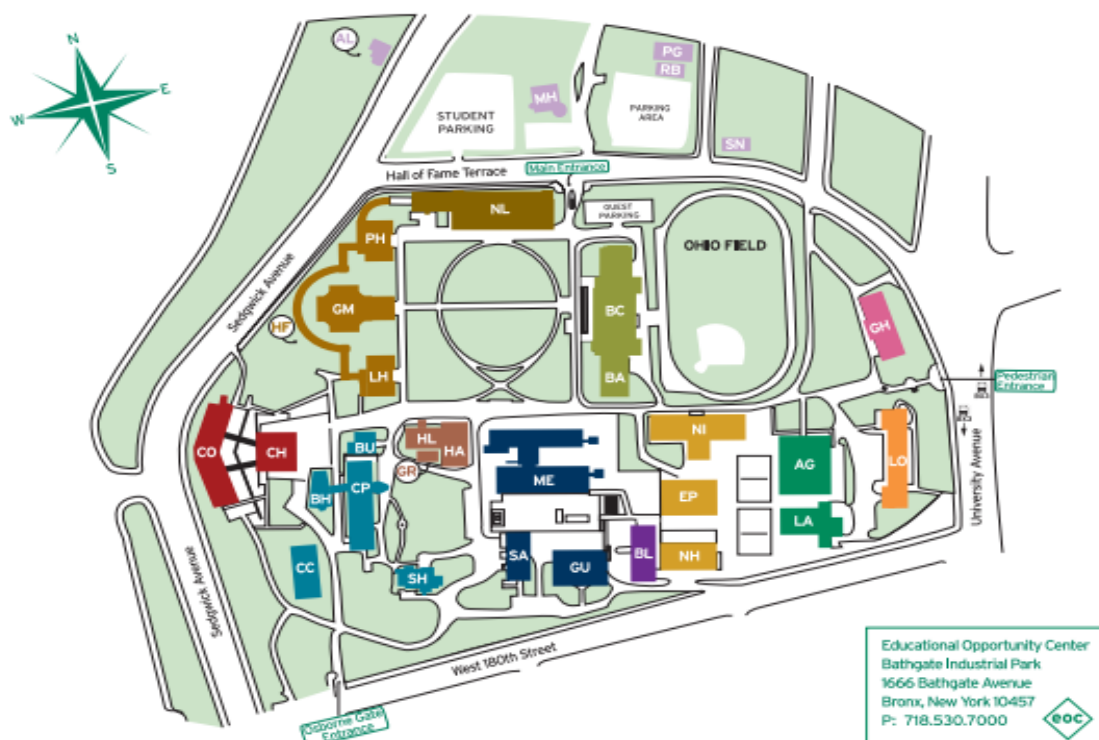 N
E
W
S
AL
STUDENT
PARKING
MH
PG
RB
PARKING
AREA
SN
Main Entrance
Hall of Fame Terrace
NL
GUEST
PARKING
OHIO FIELD
PH
Sedgwick Avenue
GM
HF
LH
BC
BA
GH
Pedestrian
Entrance
CO
CH
BU
HL
HA
GR
BH
CP
ME
NI
EP
AG
LO
LA
University Avenue
CC
SH
SA
GU
BL
NH
Sedgwick Avenue
West 180th Street
Osborne Gate
Entrance
Educational Opportunity Center
Bathgate Industrial Park
1666 Bathgate Avenue
Bronx, New York 10457
P: 718.530.7000
eoc